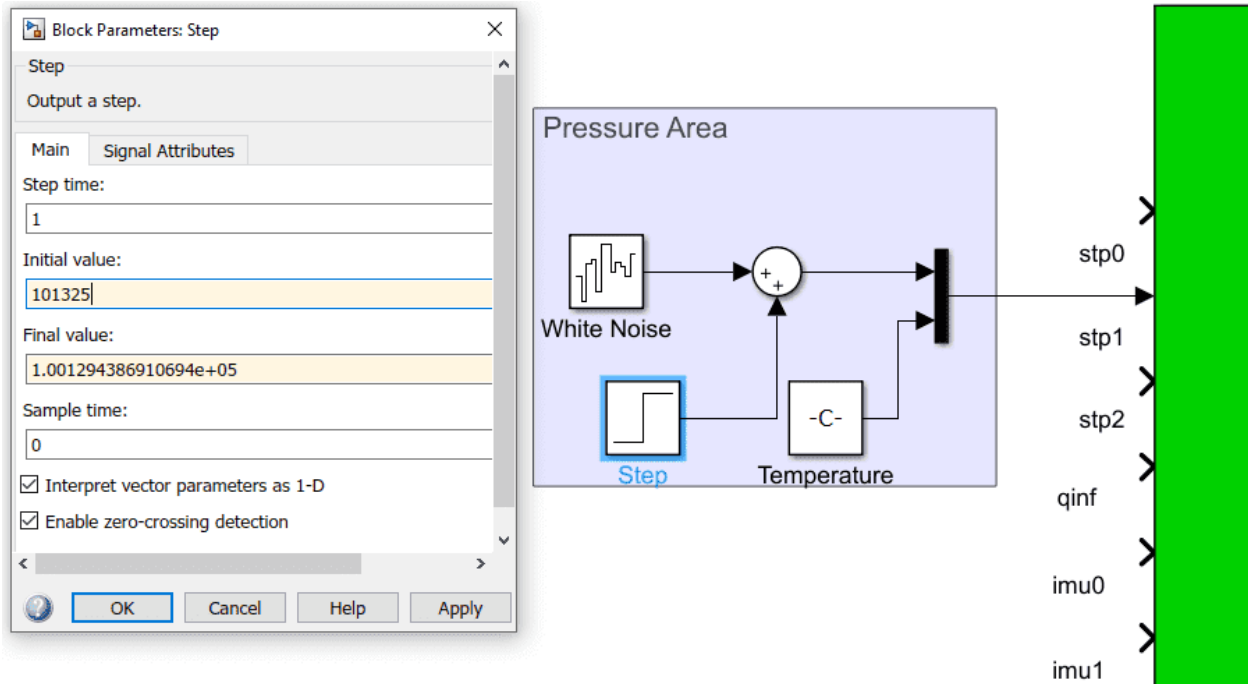 Block Parameters: Step
Step
Output a step.
Main
Signal Attributes
Step time:
1
Initial value:
101325
Final value:
1.001294386910694e+05
Sample time:
0
Interpret vector parameters as 1-D
Enable zero-crossing detection
OK
Cancel
Help
Apply
Pressure Area
White Noise
+
+
Step
-C-
Temperature
stp0
stp1
stp2
qinf
imu0
imu1